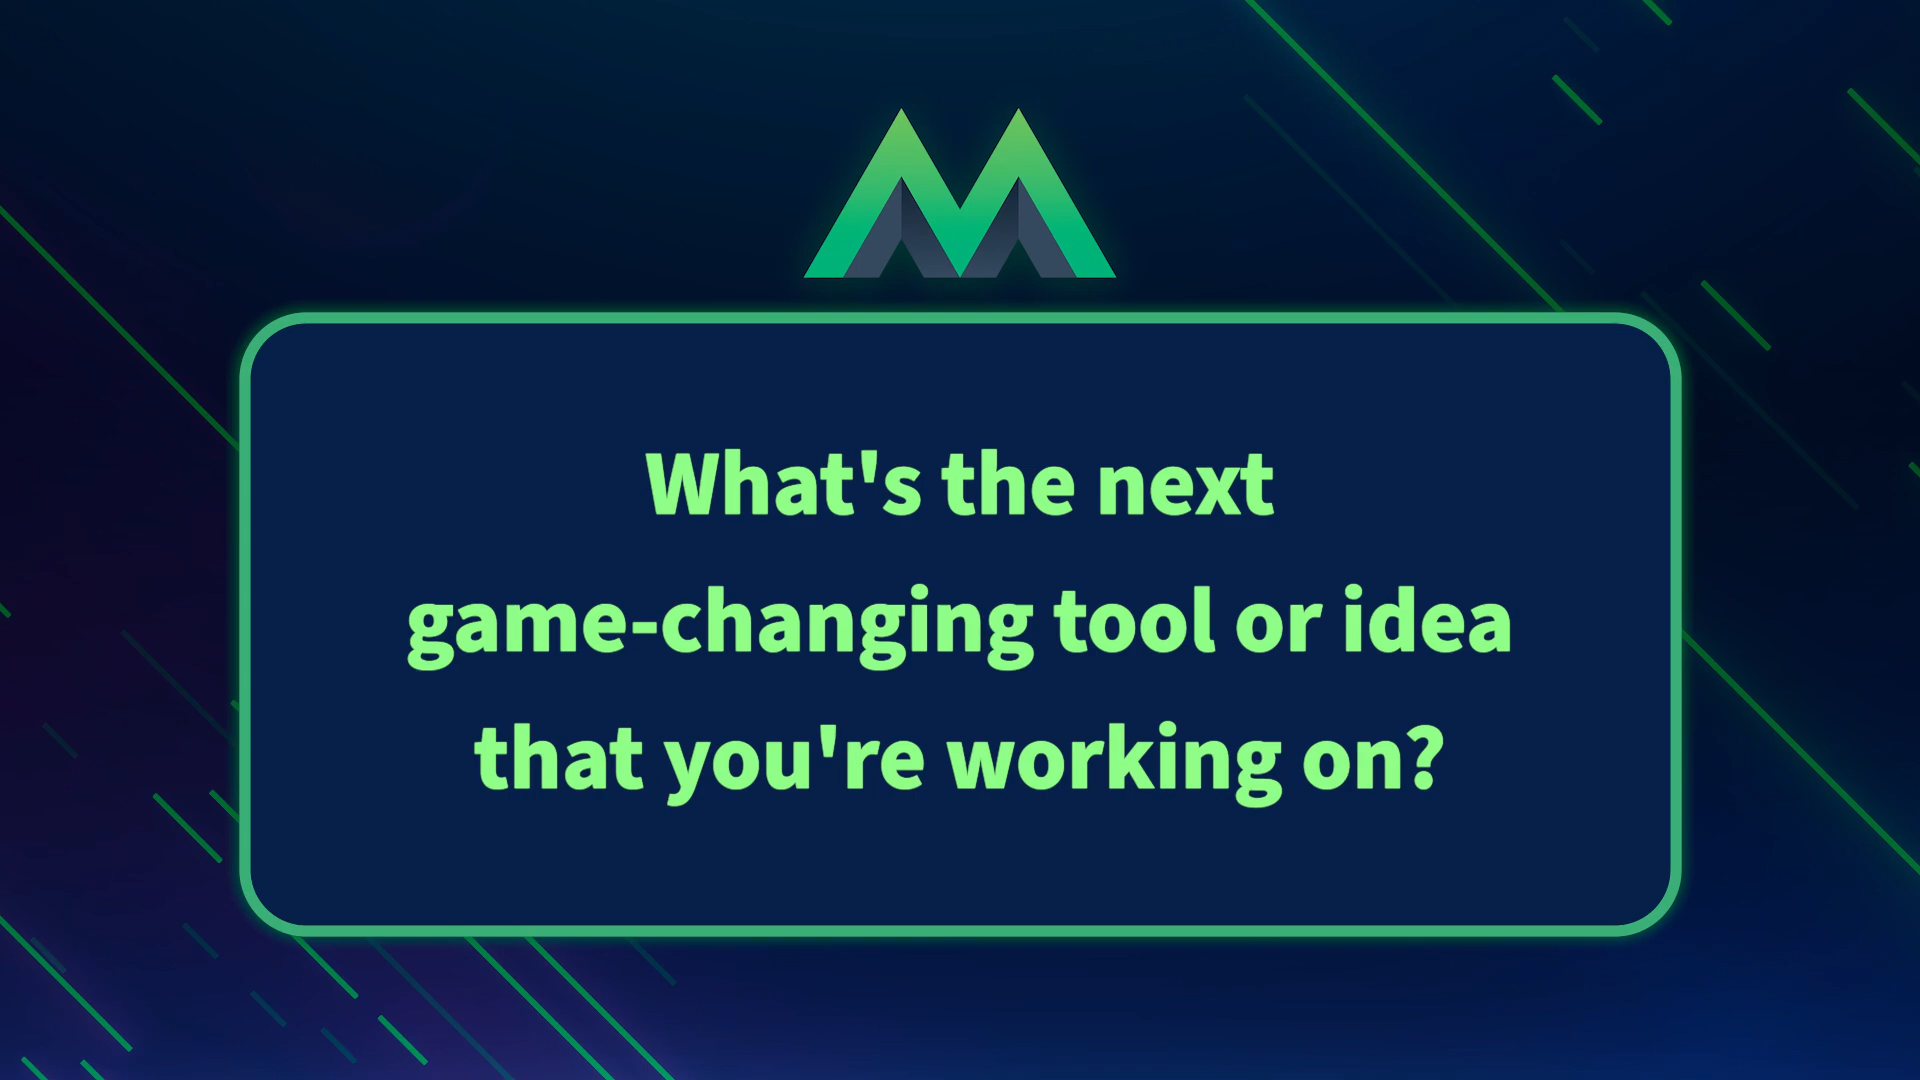 What's the next
game-changing tool or idea
that you're working on?